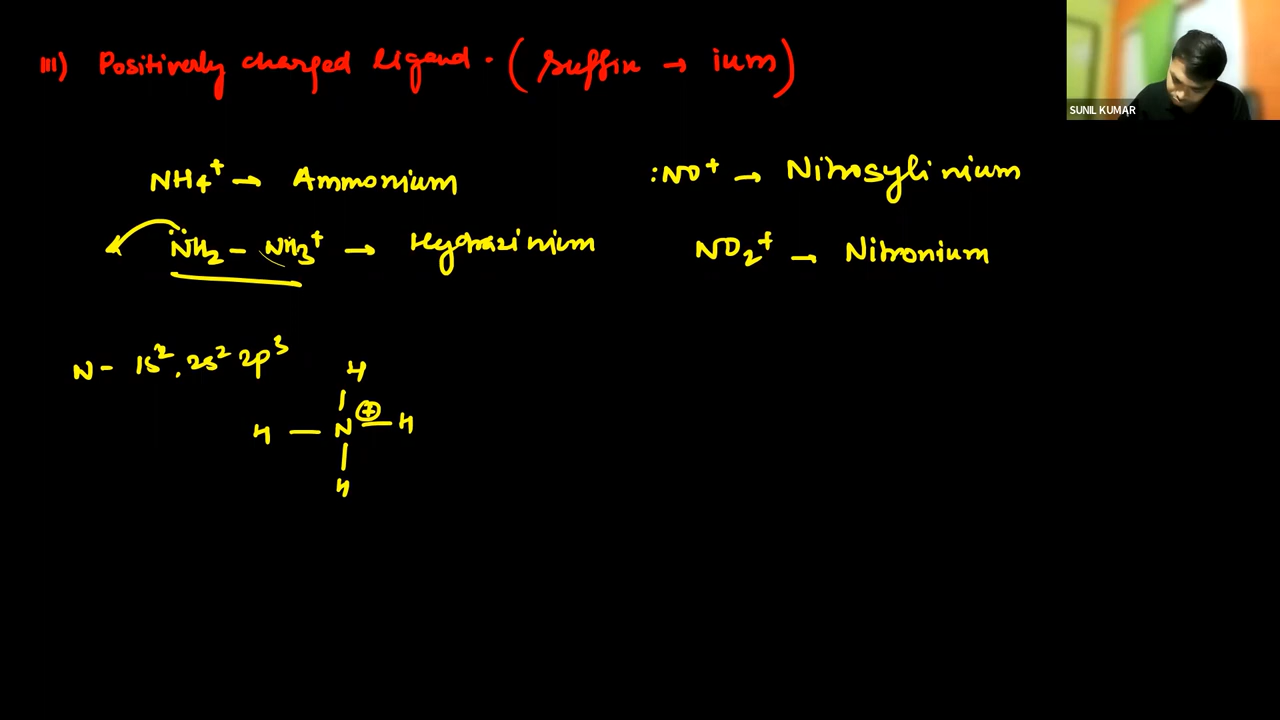 III) Positively charged ligand . ( suffix → ium )
SUNIL KUMAR
NH4+ → Ammonium
:NO+ → Nitrosylinium
N̈H2 – NH3+ → Hydrazinium
NO2+ → Nitronium
N – 1s2, 2s2 2p3
H
H – N ⊕ – H
H